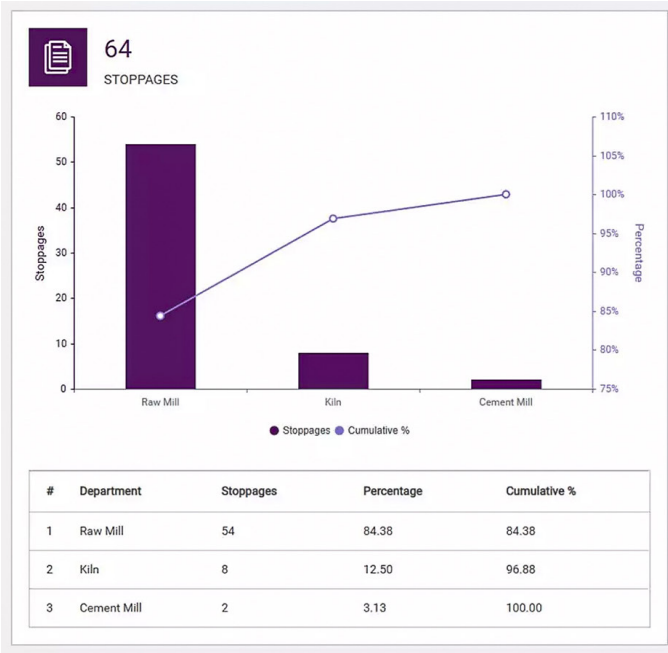 64
STOPPAGES
60
50
40
30
20
10
0
Stoppages
110%
105%
100%
95%
90%
85%
80%
75%
Percentage
Raw Mill Kiln Cement Mill
Stoppages Cumulative %
# Department Stoppages Percentage Cumulative %
1 Raw Mill 54 84.38 84.38
2 Kiln 8 12.50 96.88
3 Cement Mill 2 3.13 100.00